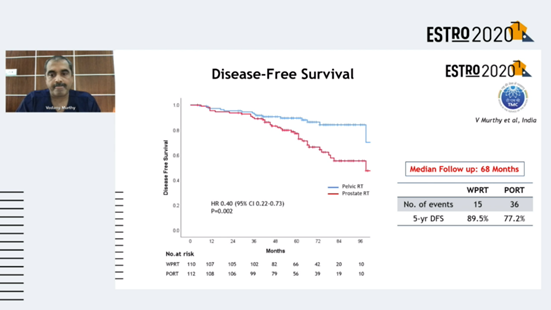 ESTRO2020
ESTRO2020
Disease-Free Survival
TMC
V Murthy et al, India
Vedang Murthy
Disease Free Survival
1.0
0.8
0.6
0.4
0.2
0.0
Pelvic RT
Prostate RT
HR 0.40 (95% CI 0.22-0.73)
P=0.002
0 12 24 36 48 60 72 84 96
Months
No.at risk
WPRT 110 107 105 102 82 66 42 20 10
PORT 112 108 106 99 79 56 39 19 10
Median Follow up: 68 Months
WPRT PORT
No. of events 15 36
5-yr DFS 89.5% 77.2%